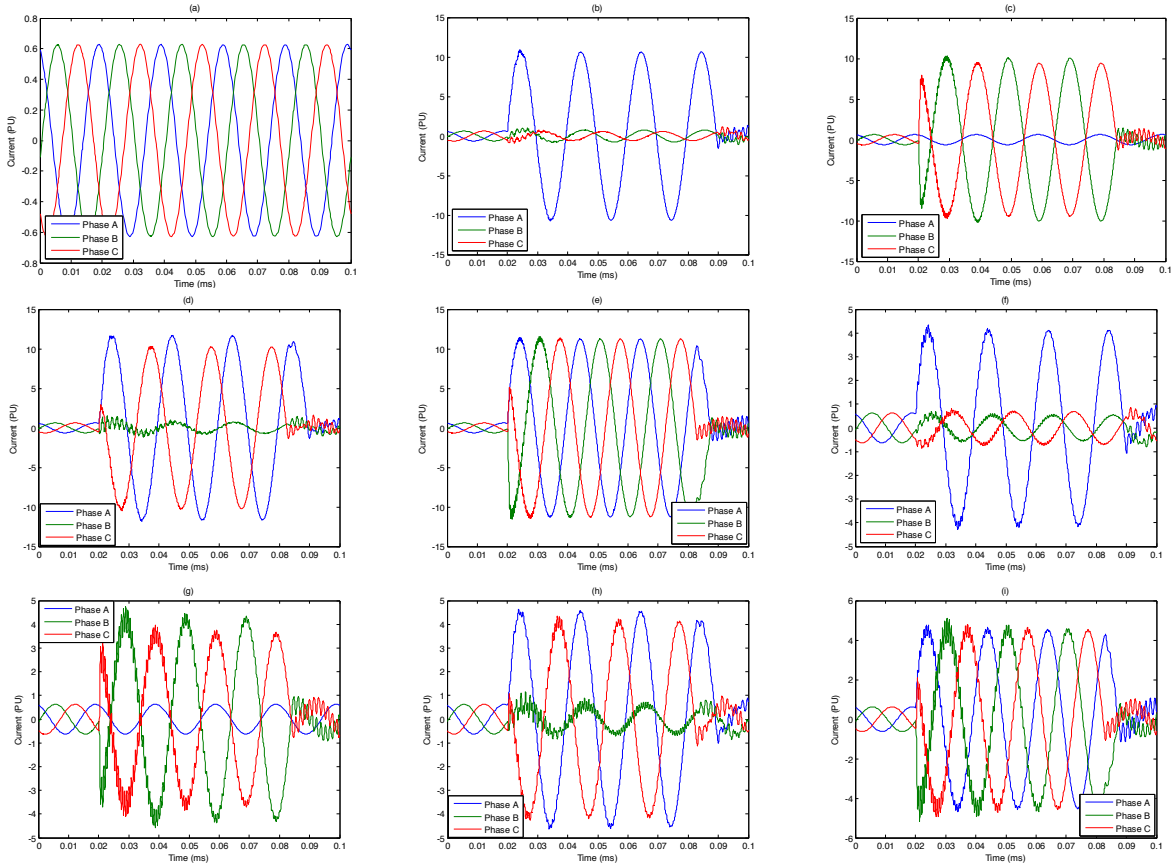 (a)
0.8
0.6
0.4
0.2
0
-0.2
-0.4
-0.6
-0.8
Current (PU)
Phase A
Phase B
Phase C
0 0.01 0.02 0.03 0.04 0.05 0.06 0.07 0.08 0.09 0.1
Time (ms)
(b)
15
10
5
0
-5
-10
-15
Current (PU)
Phase A
Phase B
Phase C
0 0.01 0.02 0.03 0.04 0.05 0.06 0.07 0.08 0.09 0.1
Time (ms)
(c)
15
10
5
0
-5
-10
-15
Current (PU)
Phase A
Phase B
Phase C
0 0.01 0.02 0.03 0.04 0.05 0.06 0.07 0.08 0.09 0.1
Time (ms)
(d)
15
10
5
0
-5
-10
-15
Current (PU)
Phase A
Phase B
Phase C
0 0.01 0.02 0.03 0.04 0.05 0.06 0.07 0.08 0.09 0.1
Time (ms)
(e)
15
10
5
0
-5
-10
-15
Current (PU)
Phase A
Phase B
Phase C
0 0.01 0.02 0.03 0.04 0.05 0.06 0.07 0.08 0.09 0.1
Time (ms)
(f)
5
4
3
2
1
0
-1
-2
-3
-4
-5
Current (PU)
Phase A
Phase B
Phase C
0 0.01 0.02 0.03 0.04 0.05 0.06 0.07 0.08 0.09 0.1
Time (ms)
(g)
5
4
3
2
1
0
-1
-2
-3
-4
-5
Current (PU)
Phase A
Phase B
Phase C
0 0.01 0.02 0.03 0.04 0.05 0.06 0.07 0.08 0.09 0.1
Time (ms)
(h)
5
4
3
2
1
0
-1
-2
-3
-4
-5
Current (PU)
Phase A
Phase B
Phase C
0 0.01 0.02 0.03 0.04 0.05 0.06 0.07 0.08 0.09 0.1
Time (ms)
(i)
6
4
2
0
-2
-4
-6
Current (PU)
Phase A
Phase B
Phase C
0 0.01 0.02 0.03 0.04 0.05 0.06 0.07 0.08 0.09 0.1
Time (ms)